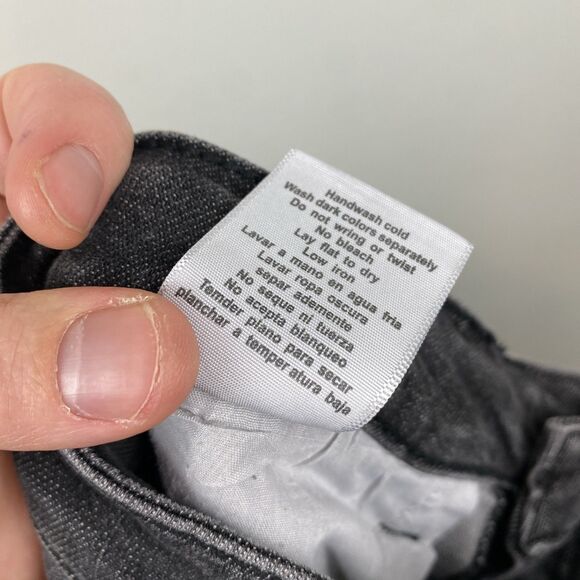 Handwash cold
Wash dark colors separately
Do not wring or twist
No bleach
Lay flat to dry
Low iron
Lavar a mano en agua fria
Lavar ropa oscura
separ ademente
No seque ni tuerza
No acepta blanqueo
Temder plano para secar
planchar a temper atura baja